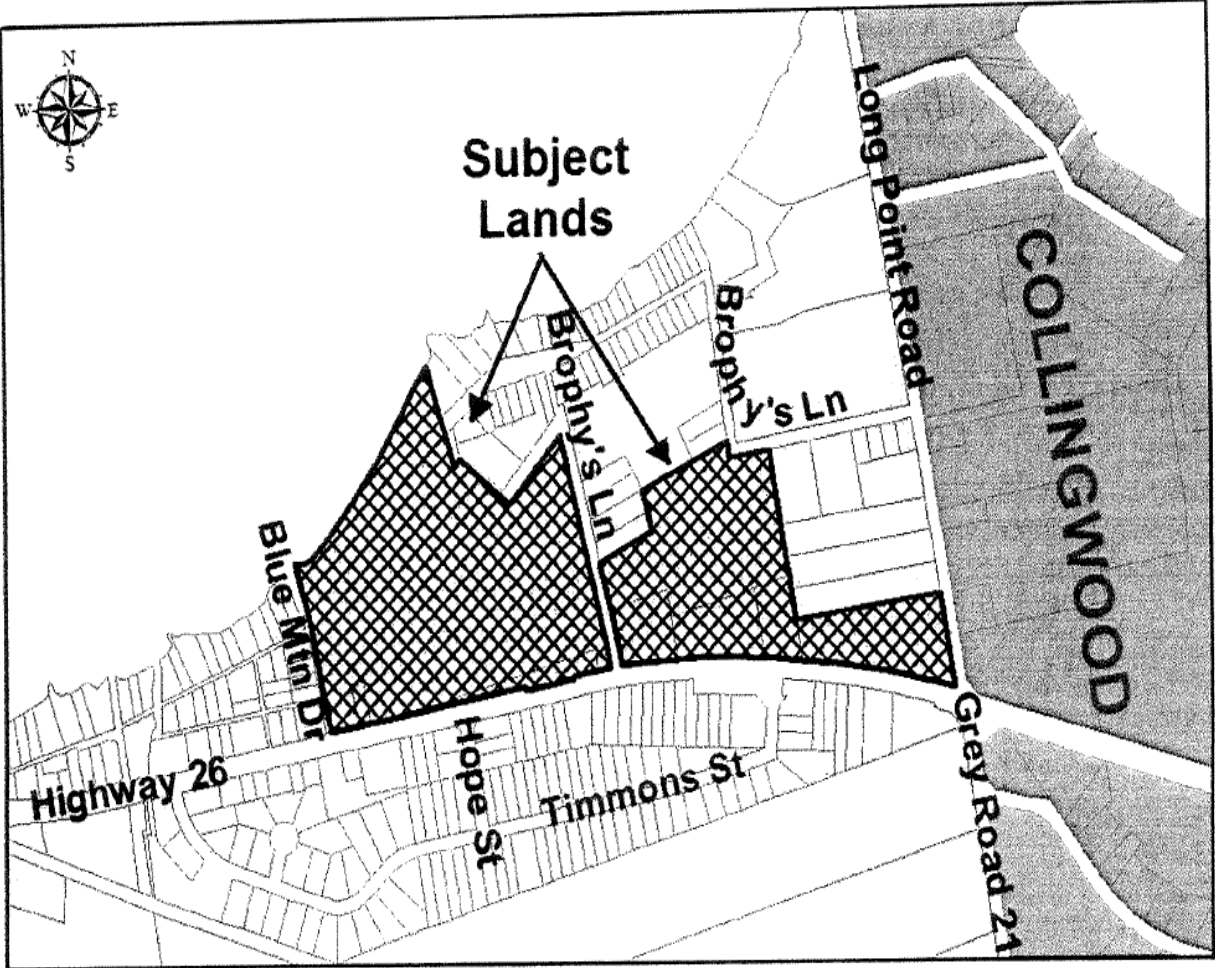 N
W E
S
Subject
Lands
Long Point Road
COLLINGWOOD
Brophy's Ln
Brophy's Ln
Blue Mtn Dr
Highway 26
Hope St
Timmons St
Grey Road 21